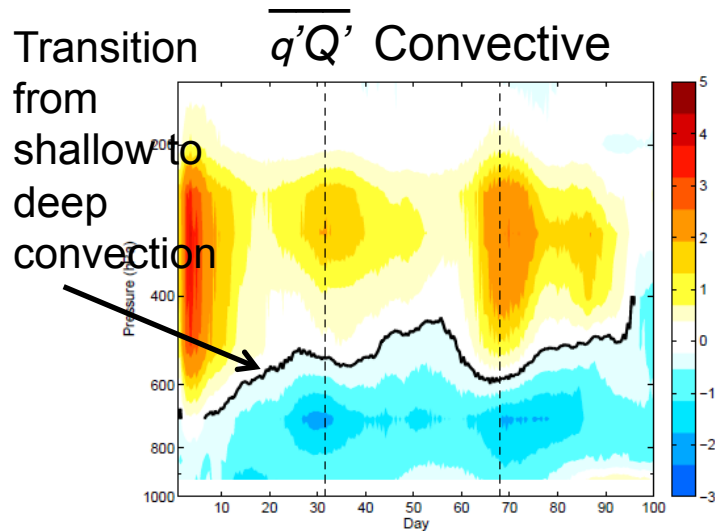 Transition
from
shallow to
deep
convection
q'Q' Convective
200
400
600
800
1000
Pressure (hPa)
10 20 30 40 50 60 70 80 90 100
Day
5
4
3
2
1
0
-1
-2
-3